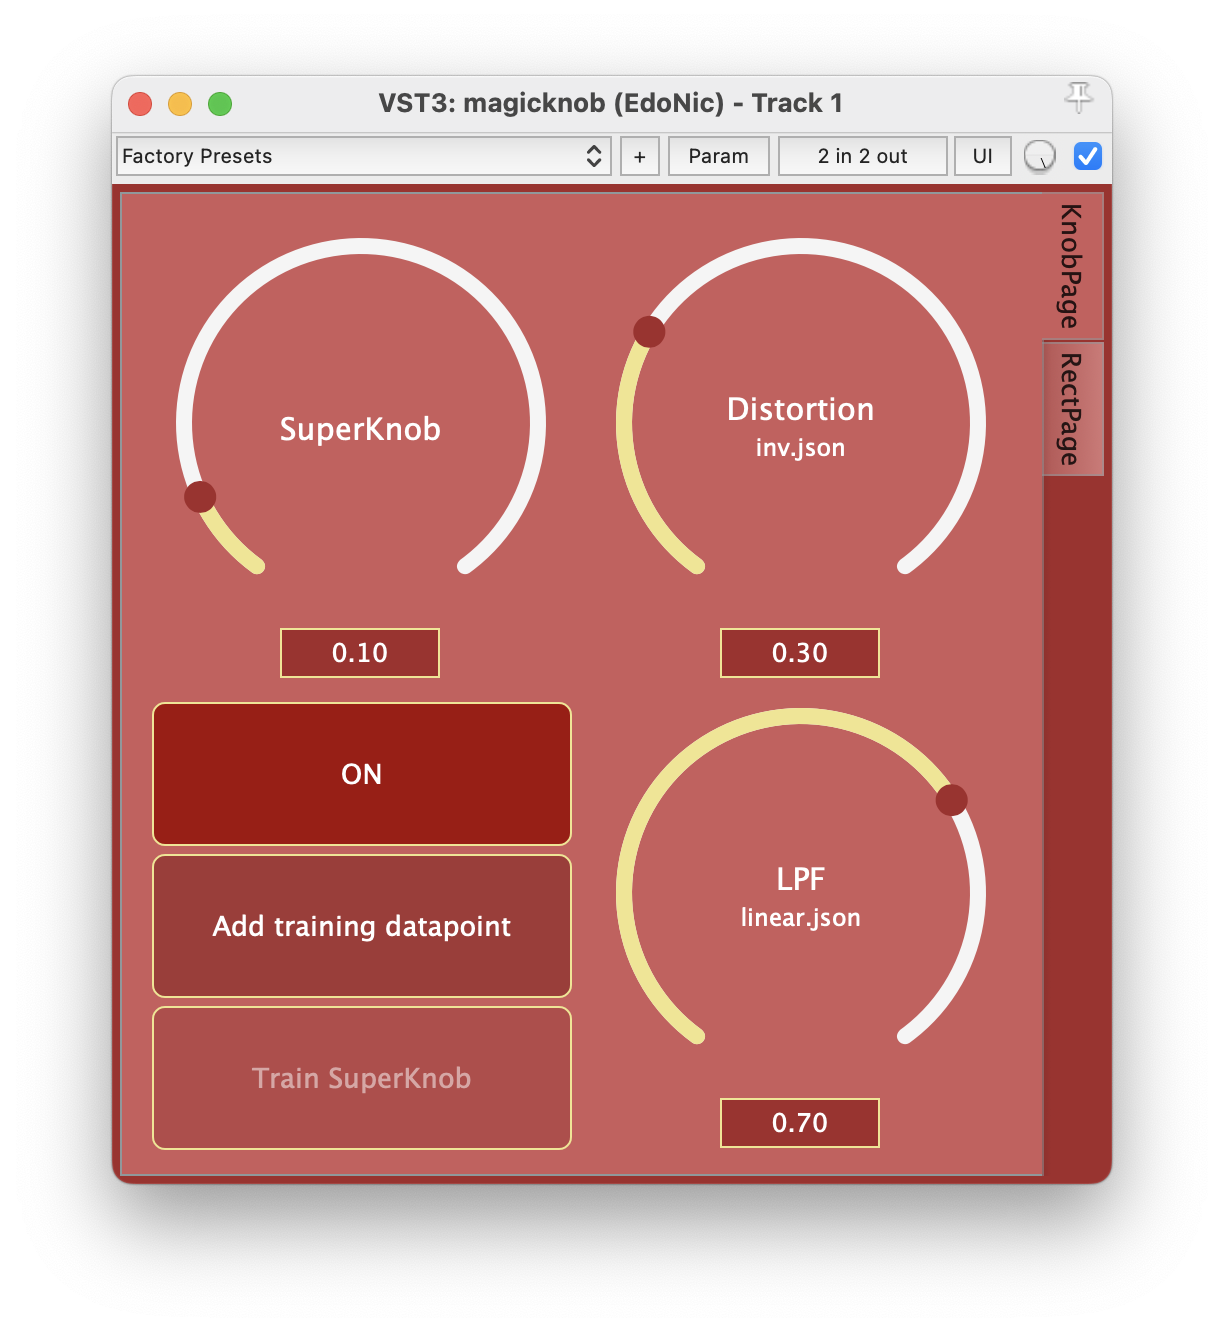 VST3: magicknob (EdoNic) - Track 1
Factory Presets
+
Param
2 in 2 out
UI
KnobPage
RectPage
SuperKnob
0.10
Distortion
inv.json
0.30
ON
Add training datapoint
Train SuperKnob
LPF
linear.json
0.70